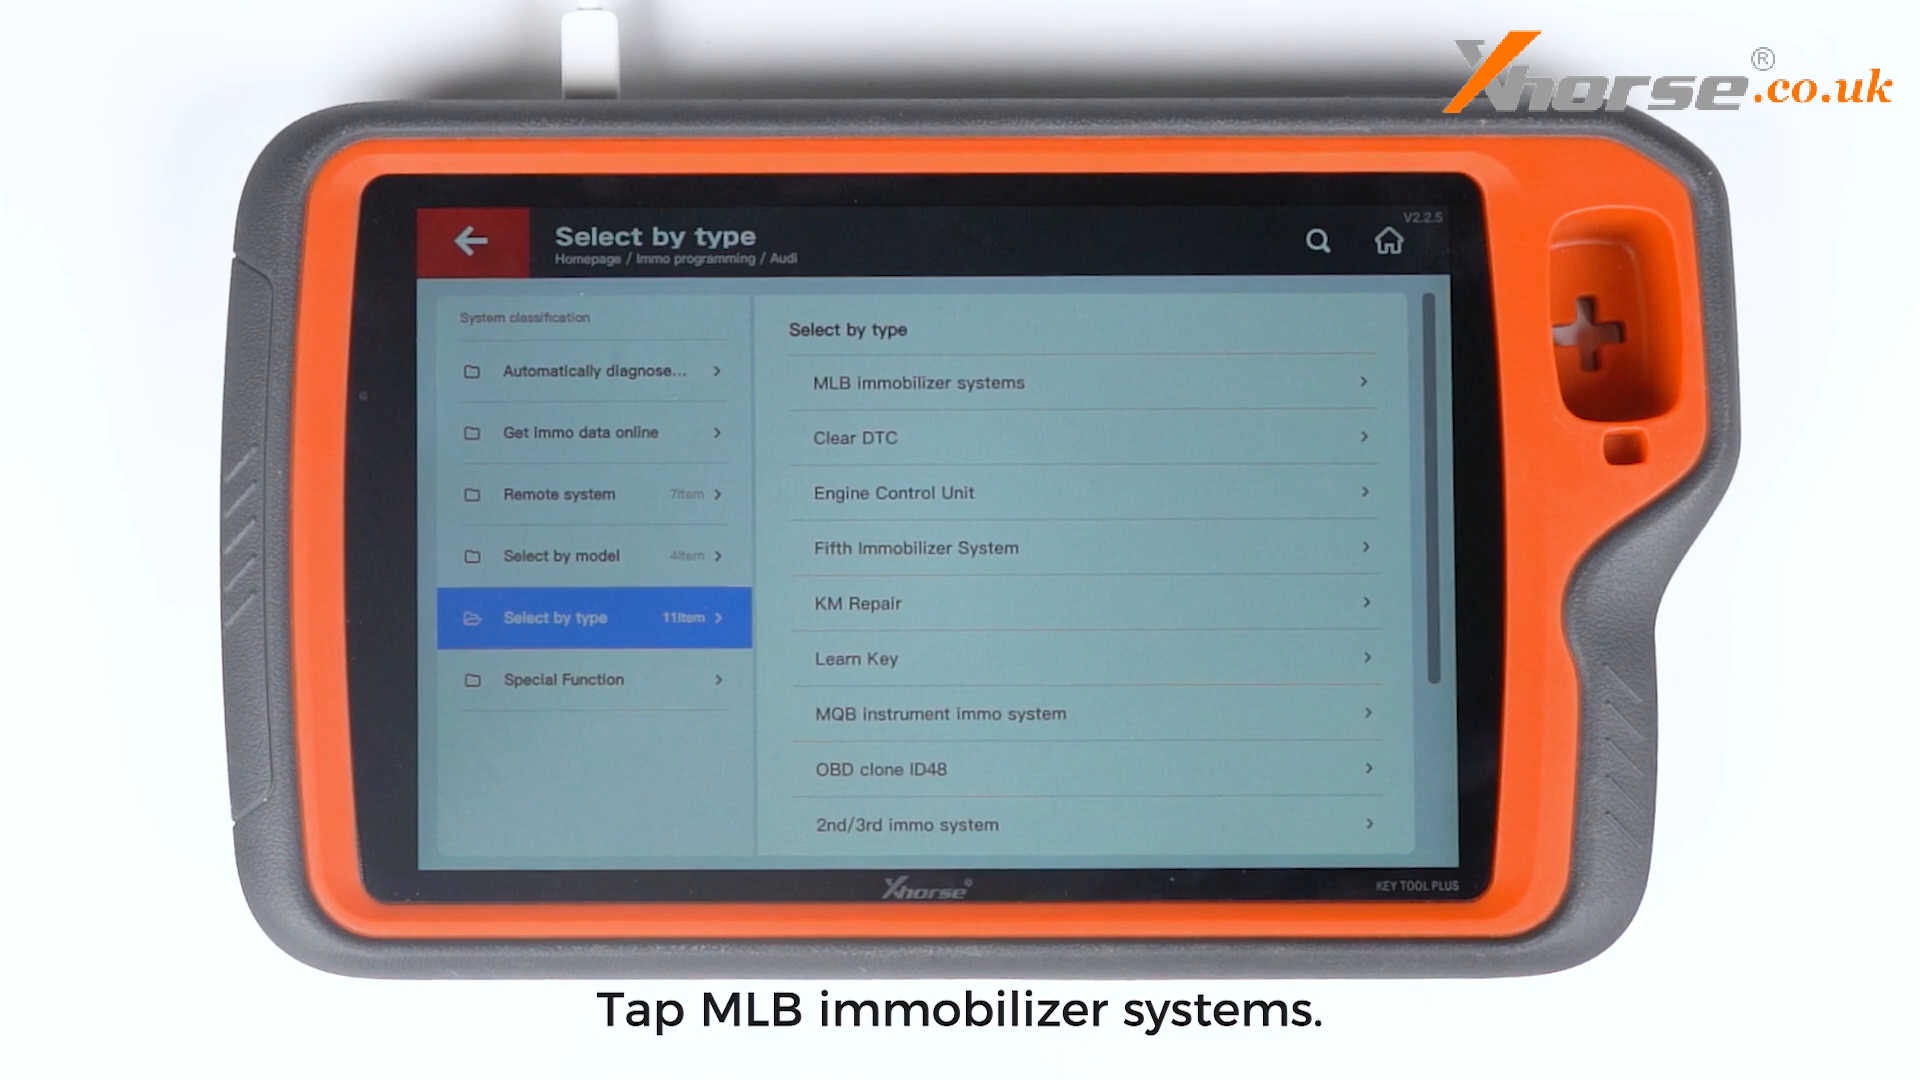 Xhorse®.co.uk
V2.2.5
Select by type
Homepage / Immo programming / Audi
System classification
Automatically diagnose...
Get immo data online
Remote system 7Item
Select by model 4Item
Select by type 11Item
Special Function
Select by type
MLB immobilizer systems
Clear DTC
Engine Control Unit
Fifth Immobilizer System
KM Repair
Learn Key
MQB instrument immo system
OBD clone ID48
2nd/3rd immo system
Xhorse®
KEY TOOL PLUS
Tap MLB immobilizer systems.